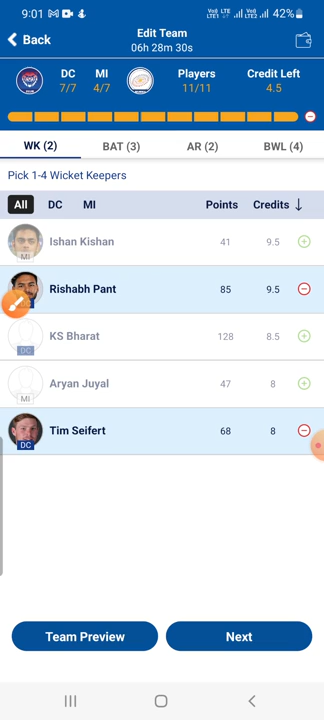 9:01 42%
Edit Team
Back
06h 28m 30s
DC MI Players Credit Left
7/7 4/7 11/11 4.5
WK (2) BAT (3) AR (2) BWL (4)
Pick 1-4 Wicket Keepers
All DC MI Points Credits ↓
Ishan Kishan 41 9.5
MI
Rishabh Pant 85 9.5
KS Bharat 128 8.5
DC
Aryan Juyal 47 8
MI
Tim Seifert 68 8
DC
Team Preview Next